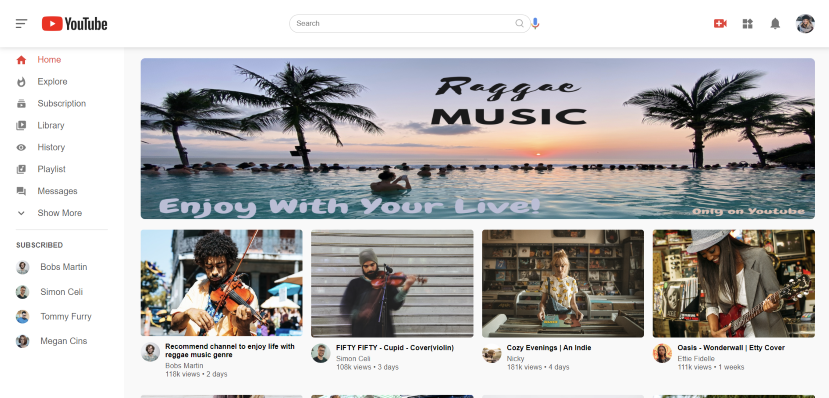 YouTube
Search
Home
Explore
Subscription
Library
History
Playlist
Messages
Show More
SUBSCRIBED
Bobs Martin
Simon Celi
Tommy Furry
Megan Cins
Raggae
MUSIC
Enjoy With Your Live!
Only on Youtube
Recommend channel to enjoy life with
reggae music genre
Bobs Martin
118k views • 2 days
FIFTY FIFTY - Cupid - Cover(violin)
Simon Celi
108k views • 3 days
Cozy Evenings | An Indie
Nicky
181k views • 4 days
Oasis - Wonderwall | Etty Cover
Ettie Fidelle
111k views • 1 weeks